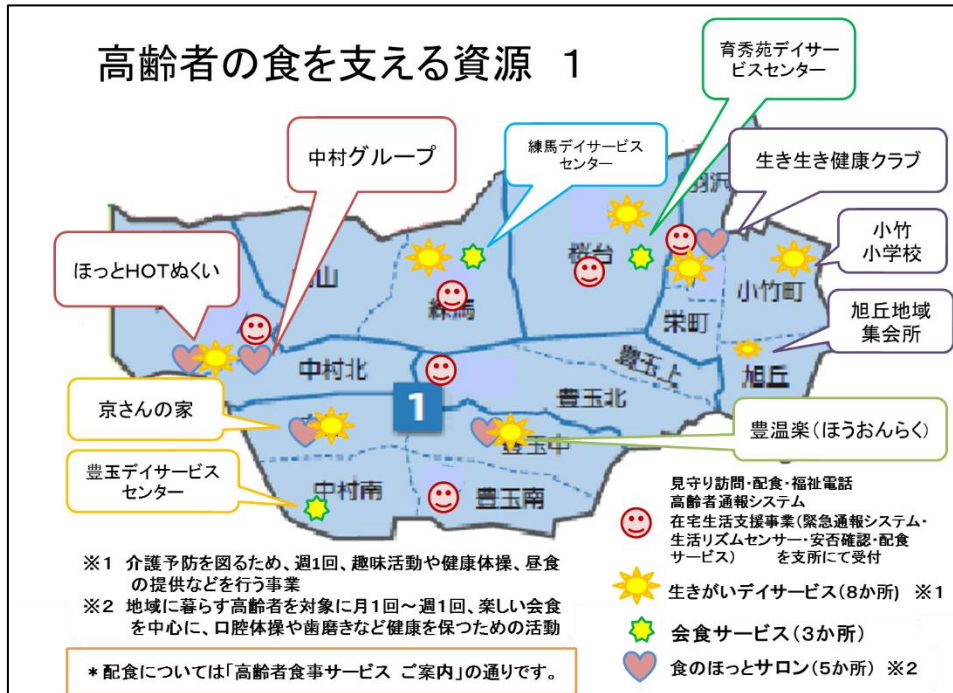 高齢者の食を支える資源 1
育秀苑デイサー
ビスセンター
中村グループ
練馬デイサービス
センター
生き生き健康クラブ
ほっとHOTぬくい
小竹
小学校
旭丘地域
集会所
京さんの家
豊玉デイサービス
センター
豊温楽(ほうおんらく)
羽沢
桜台
練馬
小竹町
栄町
旭丘
中村北
豊玉上
豊玉北
1
豊玉中
中村南
豊玉南
見守り訪問・配食・福祉電話
高齢者通報システム
在宅生活支援事業(緊急通報システム・
生活リズムセンサー・安否確認・配食
サービス) を支所にて受付
生きがいデイサービス(8か所) ※1
会食サービス(3か所)
食のほっとサロン(5か所) ※2
※1 介護予防を図るため、週1回、趣味活動や健康体操、昼食
の提供などを行う事業
※2 地域に暮らす高齢者を対象に月1回～週1回、楽しい会食
を中心に、口腔体操や歯磨きなど健康を保つための活動
*配食については「高齢者食事サービス ご案内」の通りです。